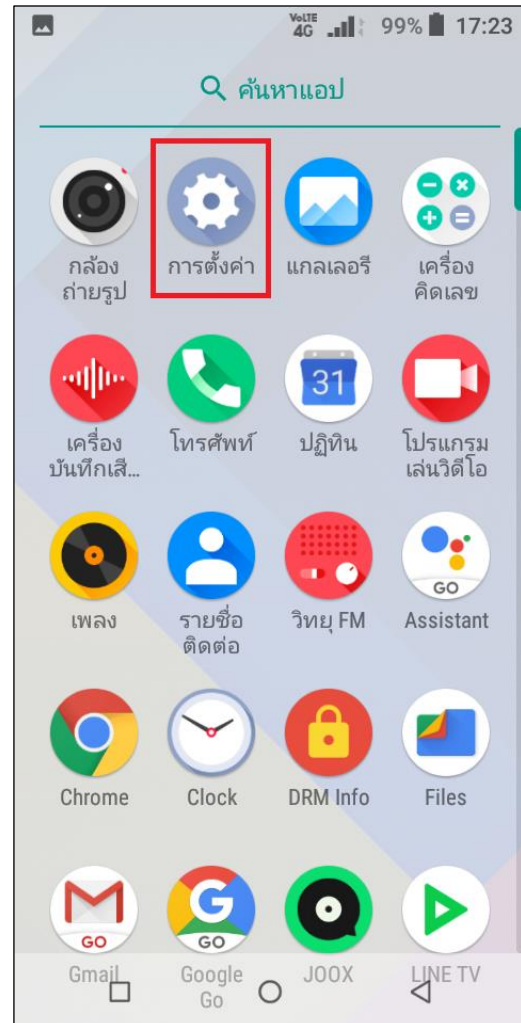 VoLTE
4G 99% 17:23
ค้นหาแอป
กล้อง
ถ่ายรูป
การตั้งค่า
แกลเลอรี
เครื่อง
คิดเลข
31
เครื่อง
บันทึกเสี...
โทรศัพท์
ปฏิทิน
โปรแกรม
เล่นวิดีโอ
GO
เพลง
รายชื่อ
ติดต่อ
วิทยุ FM
Assistant
Chrome
Clock
DRM Info
Files
GO
G
GO
Gmail
Google
Go
JOOX
LINE TV